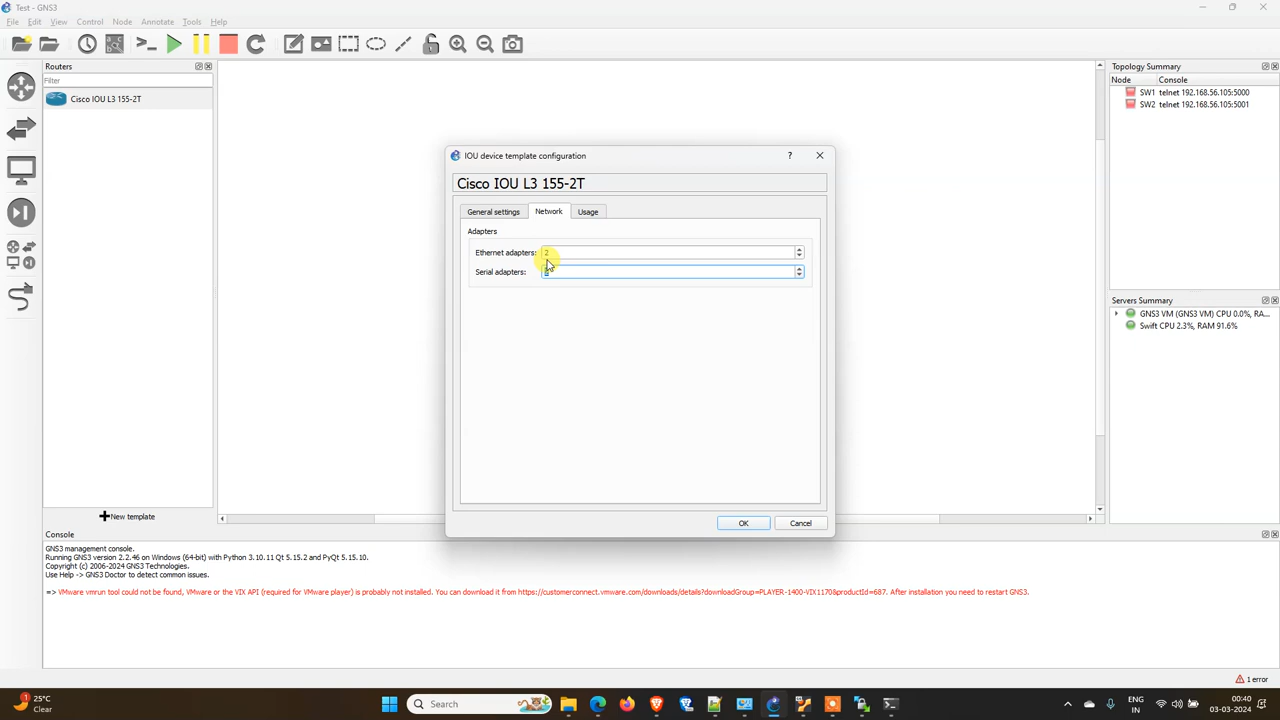 Test - GNS3
File Edit View Control Node Annotate Tools Help
Routers
Filter
Cisco IOU L3 155-2T
New template
IOU device template configuration
?
Cisco IOU L3 155-2T
General settings Network Usage
Adapters
Ethernet adapters: 2
Serial adapters:
OK Cancel
Topology Summary
Node Console
SW1 telnet 192.168.56.105:5000
SW2 telnet 192.168.56.105:5001
Servers Summary
GNS3 VM (GNS3 VM) CPU 0.0%, RA...
Swift CPU 2.3%, RAM 91.6%
Console
GNS3 management console.
Running GNS3 version 2.2.46 on Windows (64-bit) with Python 3.10.11 Qt 5.15.2 and PyQt 5.15.10.
Copyright (c) 2006-2024 GNS3 Technologies.
Use Help -> GNS3 Doctor to detect common issues.
=> VMware vmrun tool could not be found, VMware or the VIX API (required for VMware player) is probably not installed. You can download it from https://customerconnect.vmware.com/downloads/details?downloadGroup=PLAYER-1400-VIX1170&productId=687. After installation you need to restart GNS3.
1 error
1
25°C
Clear
Search
ENG
IN
00:40
03-03-2024